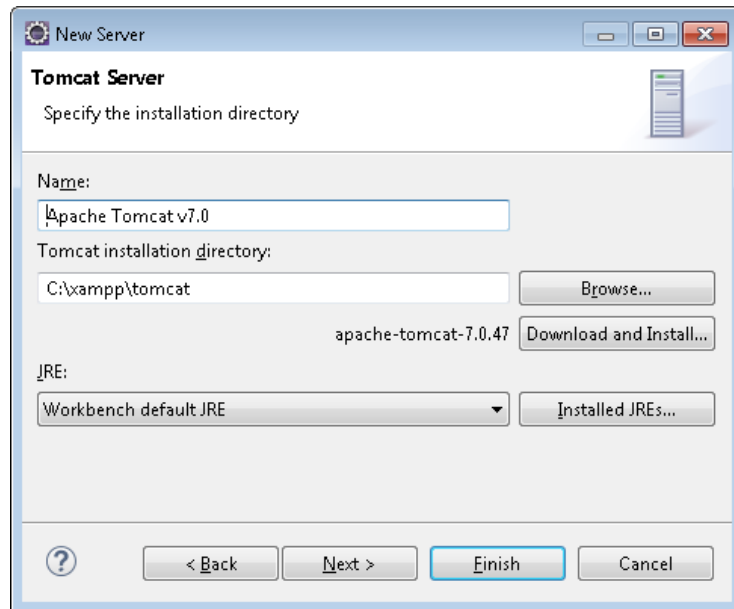 New Server
Tomcat Server
Specify the installation directory
Name:
Apache Tomcat v7.0
Tomcat installation directory:
C:\xampp\tomcat
Browse...
apache-tomcat-7.0.47
Download and Install...
JRE:
Workbench default JRE
Installed JREs...
?
< Back
Next >
Finish
Cancel